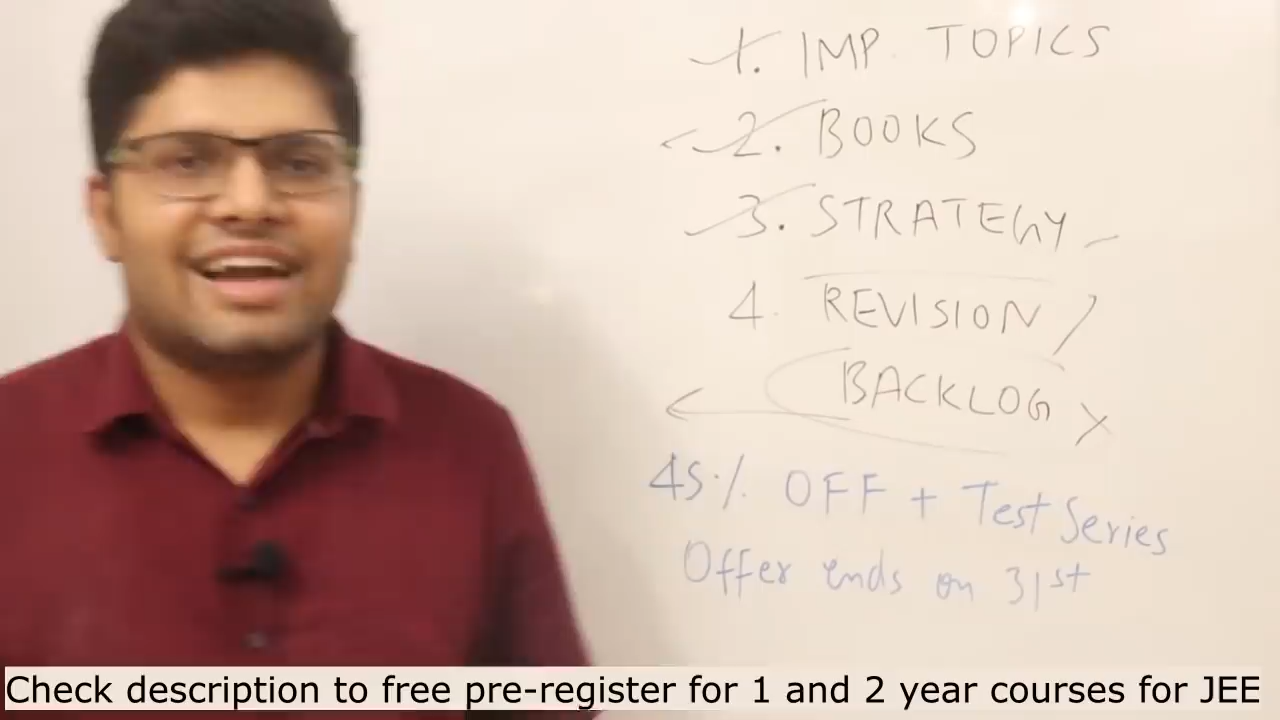 1. IMP. TOPICS
2. BOOKS
3. STRATEGY
4. REVISION
BACKLOG
45% OFF + Test Series
Offer ends on 31st
Check description to free pre-register for 1 and 2 year courses for JEE